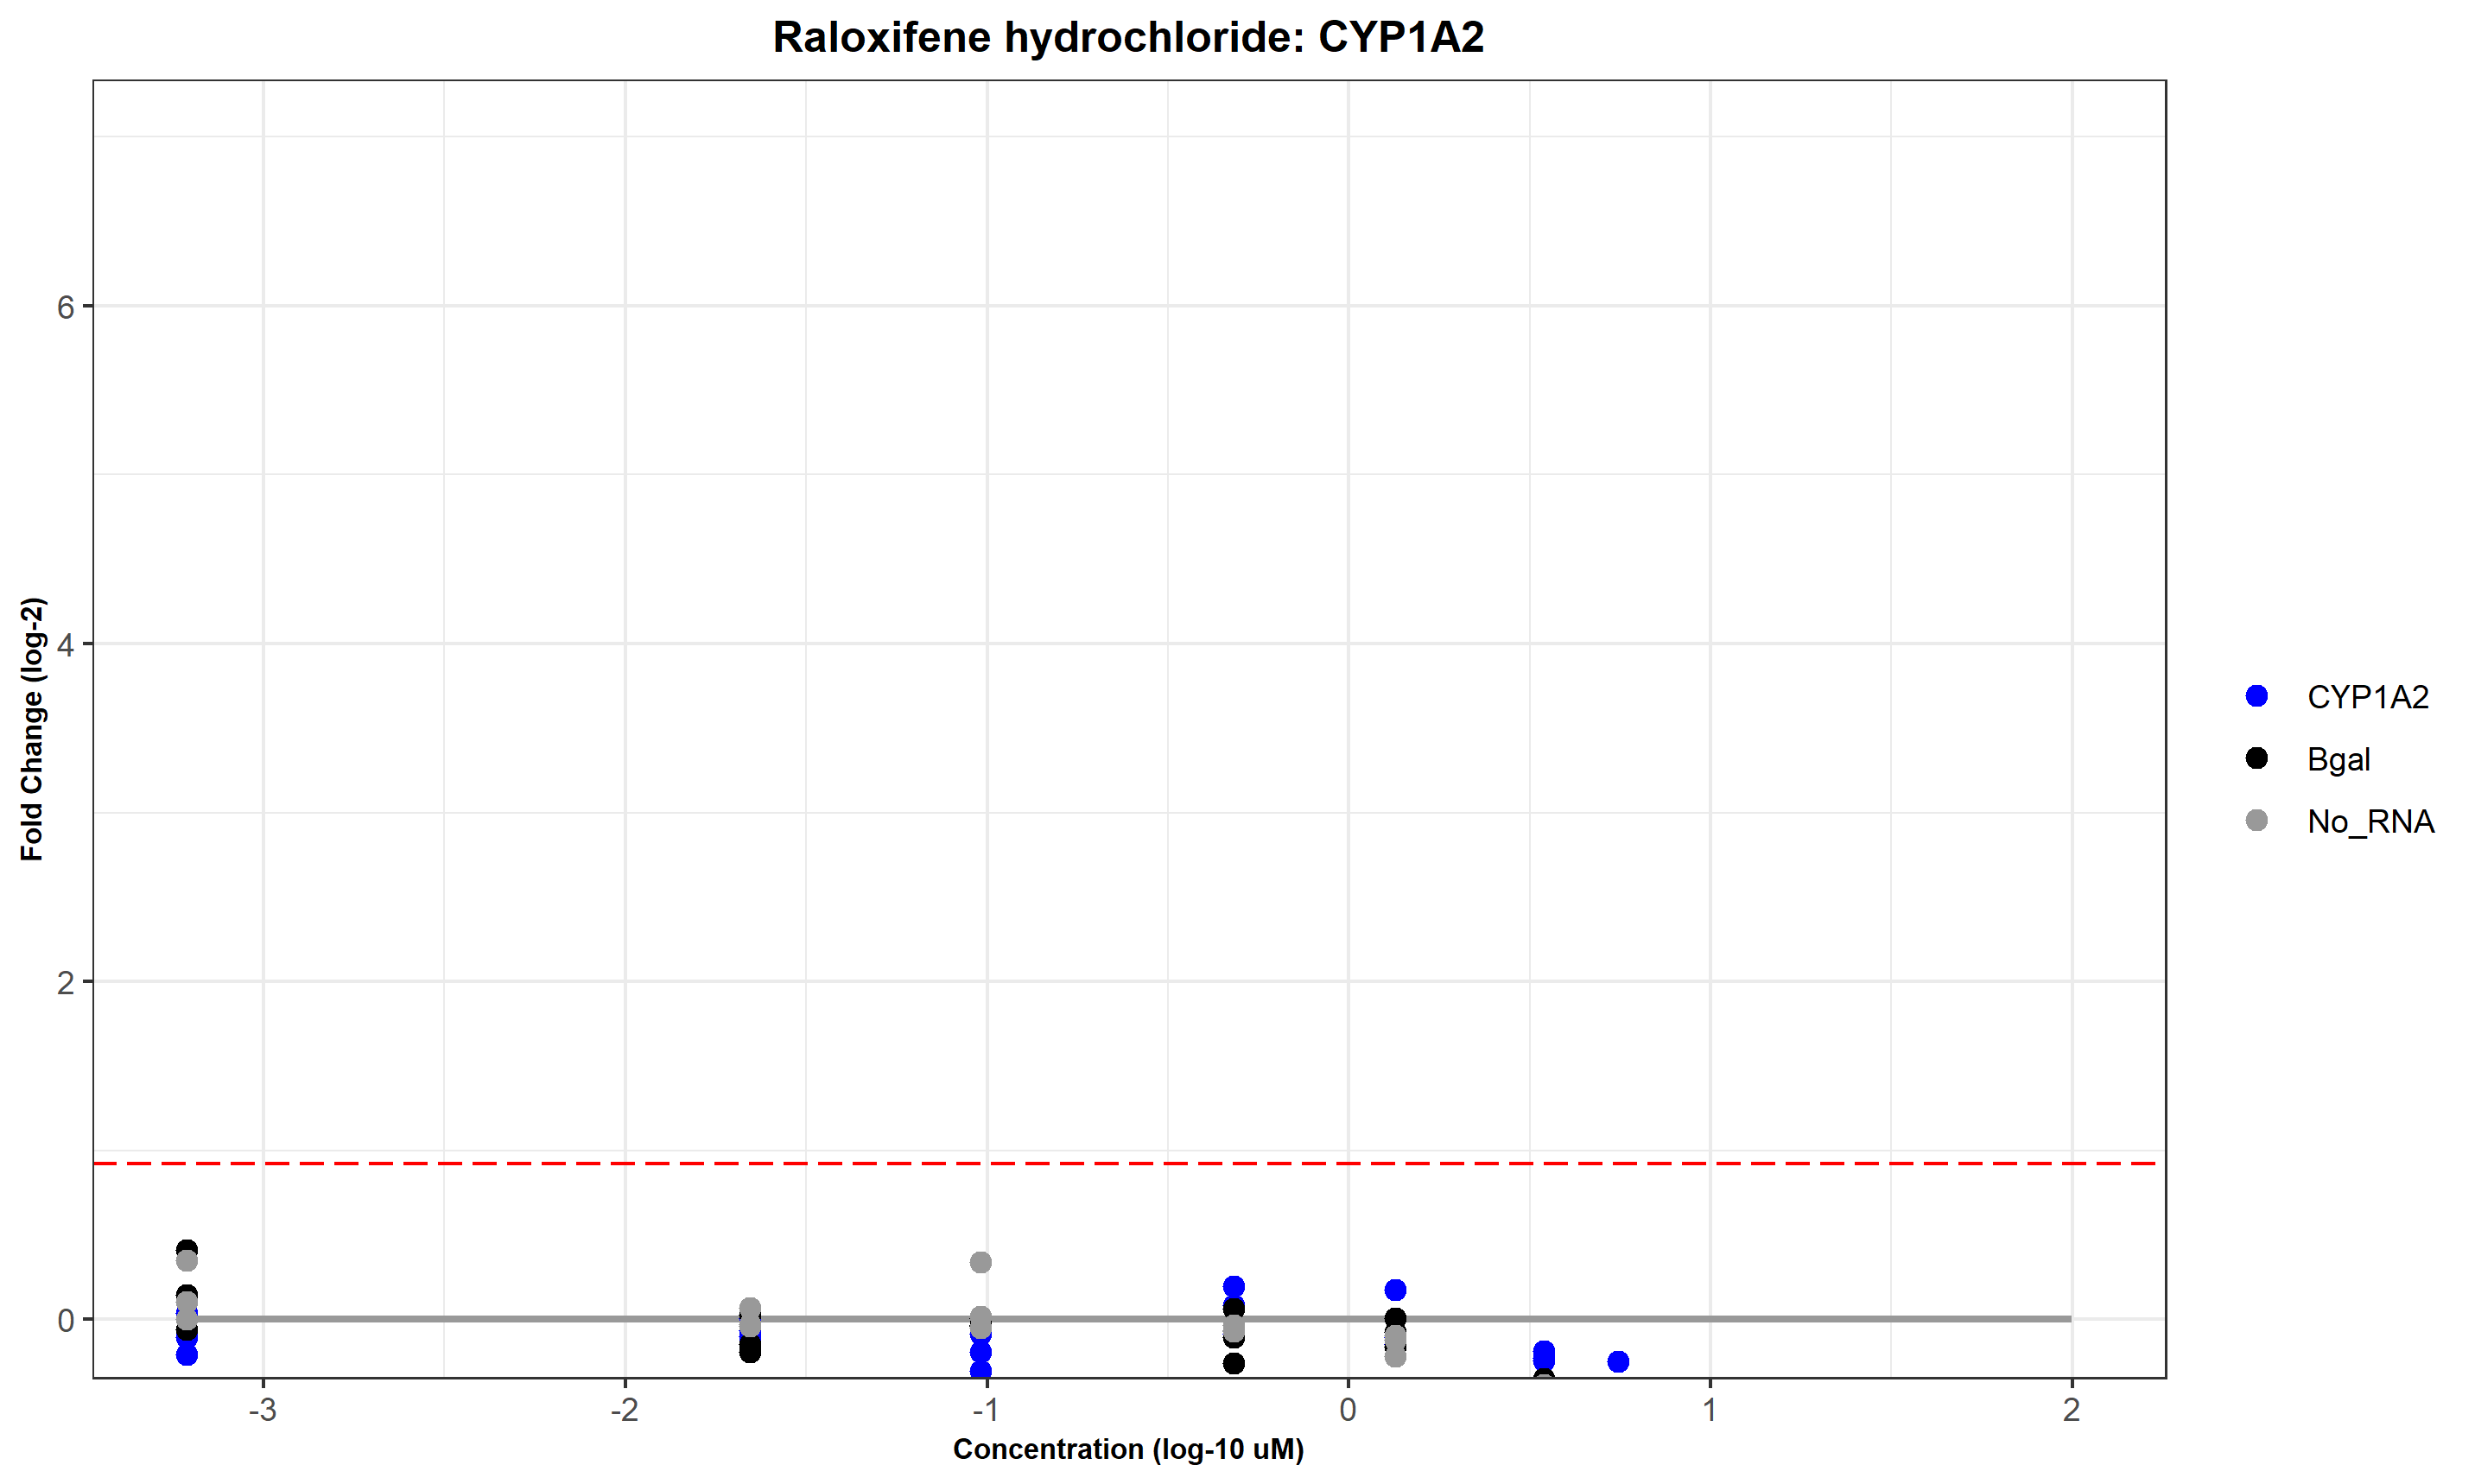 Raloxifene hydrochloride: CYP1A2
Fold Change (log-2)
6
4
2
0
-3
-2
-1
0
1
2
Concentration (log-10 uM)
CYP1A2
Bgal
No_RNA